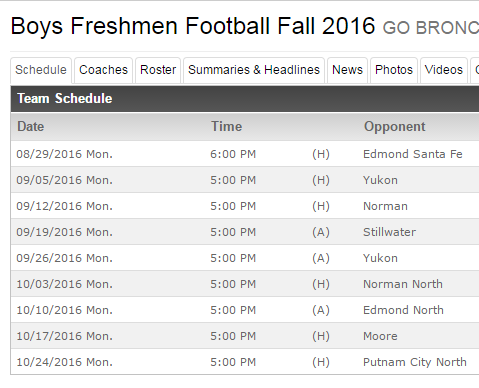 Boys Freshmen Football Fall 2016 GO BRONC
Schedule Coaches Roster Summaries & Headlines News Photos Videos
Team Schedule
Date Time Opponent
08/29/2016 Mon. 6:00 PM (H) Edmond Santa Fe
09/05/2016 Mon. 5:00 PM (H) Yukon
09/12/2016 Mon. 5:00 PM (H) Norman
09/19/2016 Mon. 5:00 PM (A) Stillwater
09/26/2016 Mon. 5:00 PM (A) Yukon
10/03/2016 Mon. 5:00 PM (H) Norman North
10/10/2016 Mon. 5:00 PM (A) Edmond North
10/17/2016 Mon. 5:00 PM (H) Moore
10/24/2016 Mon. 5:00 PM (H) Putnam City North